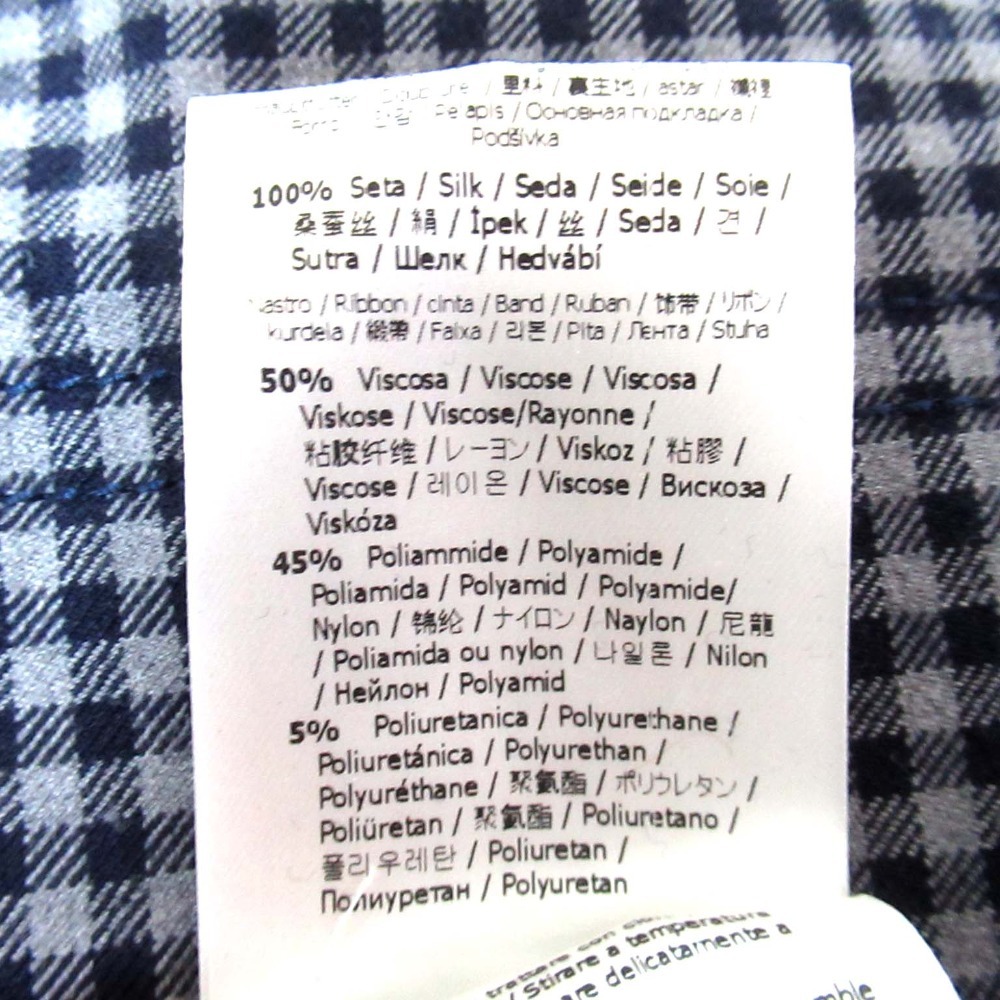 / 里料 / 裏生地 / astar / 襯裡
/ Основная подкладка /
Podšívka
100% Seta / Silk / Seda / Seide / Soie /
桑蚕丝 / 絹 / İpek / 丝 / Seda / 견 /
Sutra / Шелк / Hedvábí
Nastro / Ribbon / cinta / Band / Ruban / 饰带 / リボン /
kurdela / 緞帶 / Faixa / 리본 / Pita / Лента / Stuha
50% Viscosa / Viscose / Viscosa /
Viskose / Viscose/Rayonne /
粘胶纤维 / レーヨン / Viskoz / 粘膠 /
Viscose / 레이온 / Viscose / Вискоза /
Viskóza
45% Poliammide / Polyamide /
Poliamida / Polyamid / Polyamide/
Nylon / 锦纶 / ナイロン / Naylon / 尼龍
/ Poliamida ou nylon / 나일론 / Nilon
/ Нейлон / Polyamid
5% Poliuretanica / Polyurethane /
Poliuretánica / Polyurethan /
Polyuréthane / 聚氨酯 / ポリウレタン /
Poliüretan / 聚氨酯 / Poliuretano /
폴리우레탄 / Poliuretan /
Полиуретан / Polyuretan
trattare con
/ Stirare a temperatura
delicatamente a